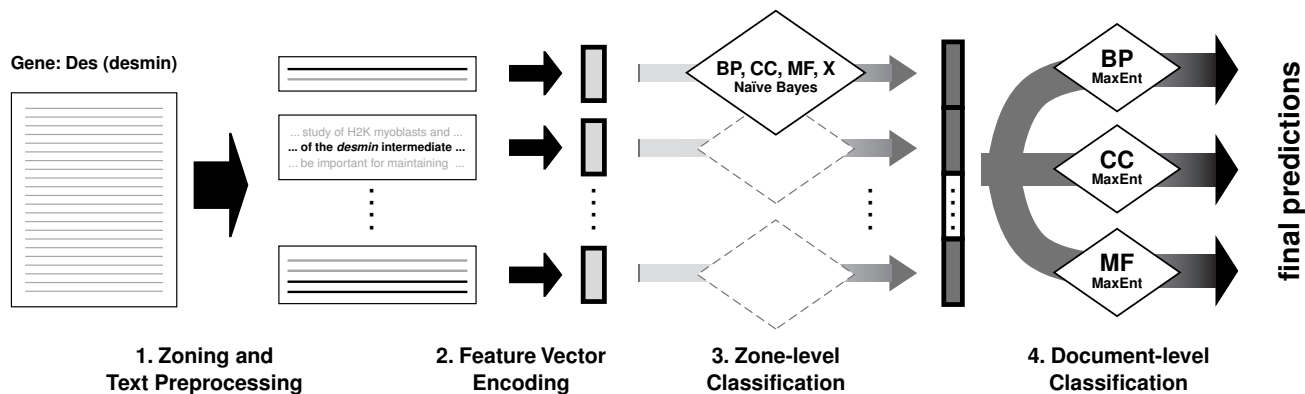 Gene: Des (desmin)
... study of H2K myoblasts and ...
... of the desmin intermediate ...
... be important for maintaining ...
BP, CC, MF, X
Naïve Bayes
BP
MaxEnt
CC
MaxEnt
MF
MaxEnt
final predictions
1. Zoning and
Text Preprocessing
2. Feature Vector
Encoding
3. Zone-level
Classification
4. Document-level
Classification